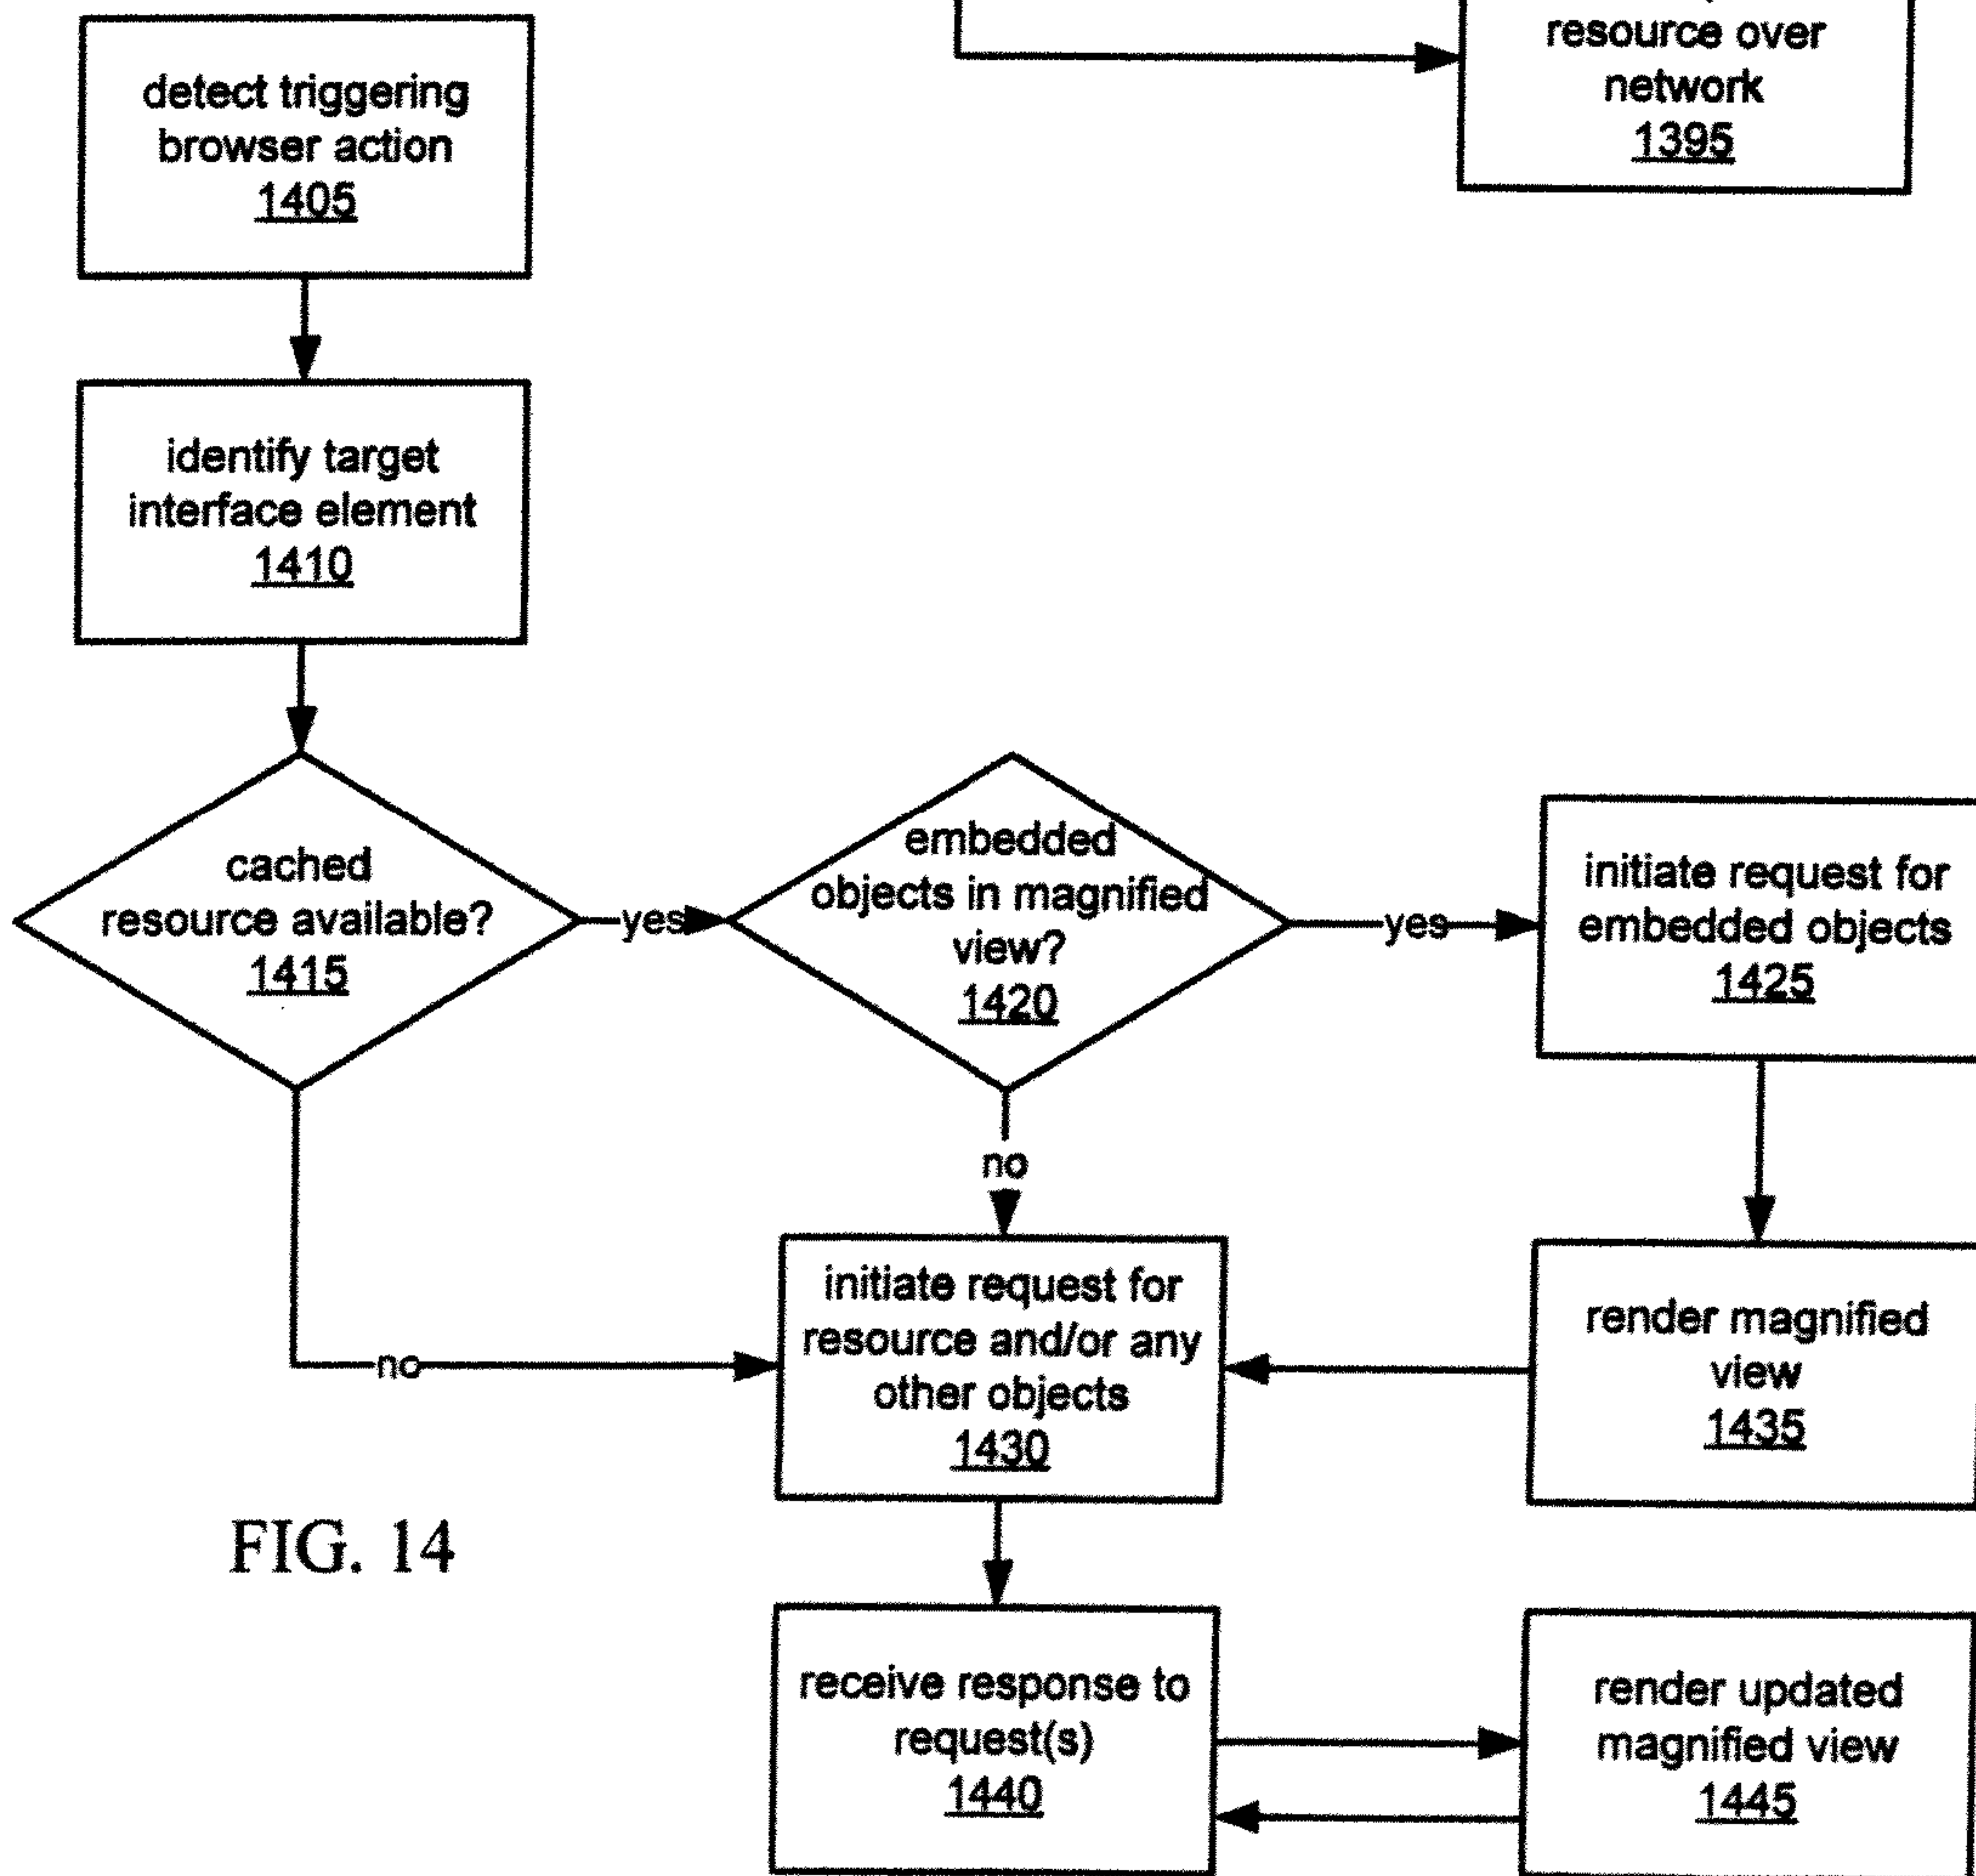 resource over
network
1395
detect triggering
browser action
1405
identify target
interface element
1410
cached
resource available?
1415
yes
embedded
objects in magnified
view?
1420
yes
initiate request for
embedded objects
1425
no
no
initiate request for
resource and/or any
other objects
1430
render magnified
view
1435
FIG. 14
receive response to
request(s)
1440
render updated
magnified view
1445